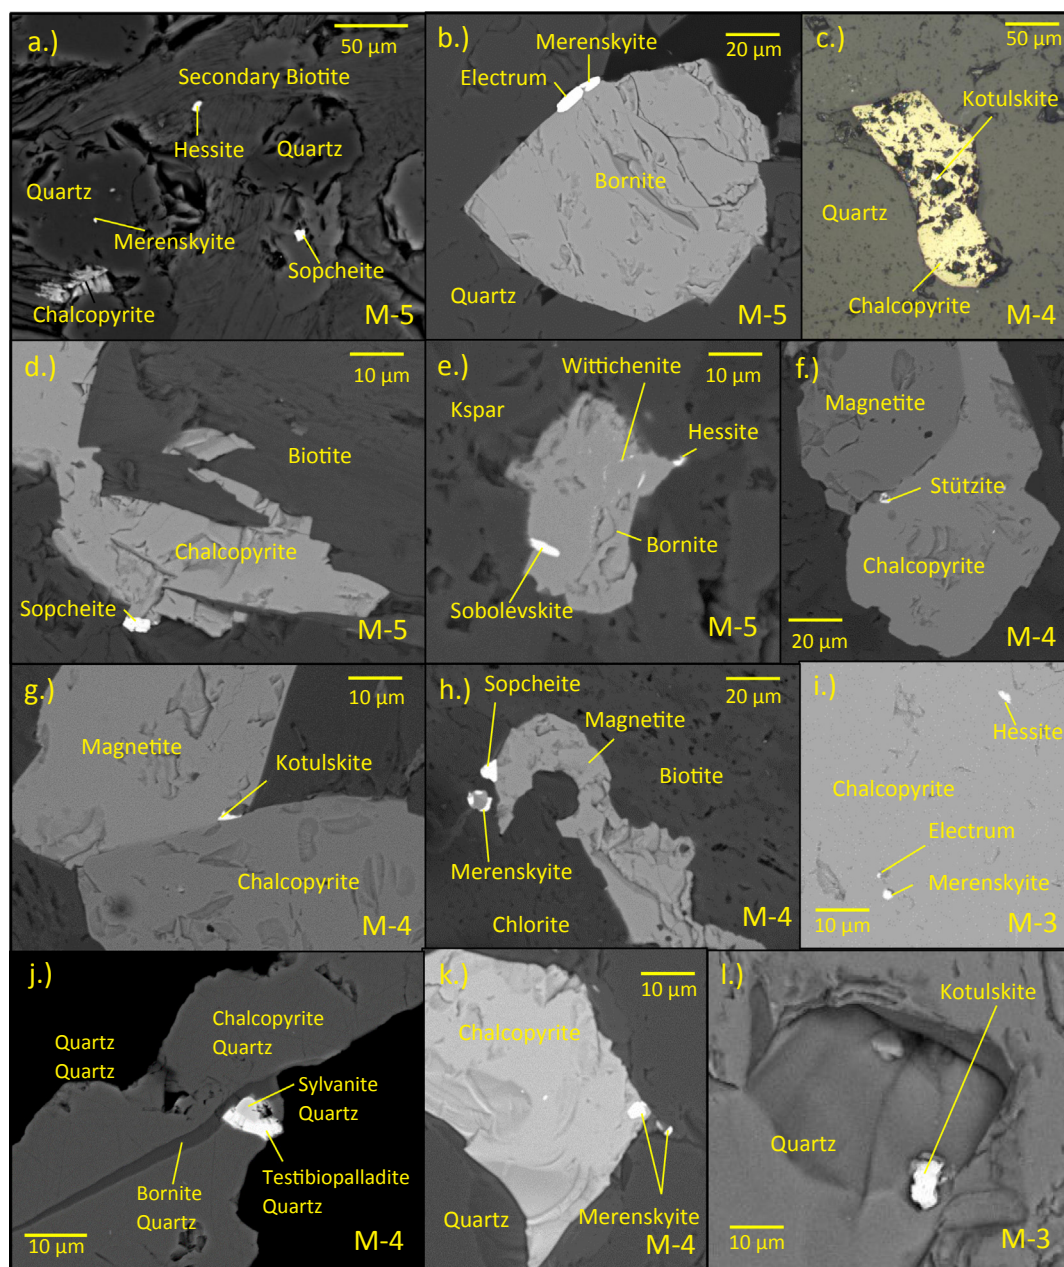 a.)
50 μm
Secondary Biotite
Hessite
Quartz
Quartz
Merenskyite
Sopcheite
Chalcopyrite
M-5
b.)
Merenskyite
20 μm
Electrum
Bornite
Quartz
M-5
c.)
50 μm
Kotulskite
Quartz
Chalcopyrite
M-4
d.)
10 μm
Biotite
Chalcopyrite
Sopcheite
M-5
e.)
Wittichenite
10 μm
Kspar
Hessite
Bornite
Sobolevskite
M-5
f.)
Magnetite
Stützite
Chalcopyrite
20 μm
M-4
g.)
10 μm
Magnetite
Kotulskite
Chalcopyrite
M-4
h.)
Sopcheite
20 μm
Magnetite
Biotite
Merenskyite
Chlorite
M-4
i.)
Hessite
Chalcopyrite
Electrum
Merenskyite
10 μm
M-3
j.)
Chalcopyrite
Quartz
Quartz
Quartz
Sylvanite
Quartz
Testibiopalladite
Quartz
Bornite
Quartz
10 μm
M-4
k.)
10 μm
Chalcopyrite
Quartz
Merenskyite
M-4
l.)
Kotulskite
Quartz
10 μm
M-3